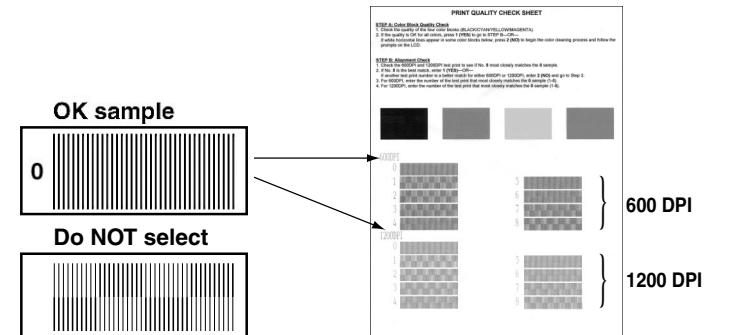 PRINT QUALITY CHECK SHEET
STEP A: Color Block Quality Check
1. Check the quality of the four color blocks (BLACK/CYAN/YELLOW/MAGENTA).
2. If the quality is OK for all colors, press 1 (YES) to go to STEP B—OR—
If white horizontal lines appear in some color blocks below, press 2 (NO) to begin the color cleaning process and follow the
prompts on the LCD.
STEP B: Alignment Check
1. Check the 600DPI and 1200DPI test print to see if No. 5 most closely matches the 0 sample.
2. If No. 5 is the best match, enter 1 (YES)—OR—
If another test print number is a better match for either 600DPI or 1200DPI, enter 2 (NO) and go to Step 3.
3. For 600DPI, enter the number of the test print that most closely matches the 0 sample (1-8).
4. For 1200DPI, enter the number of the test print that most closely matches the 0 sample (1-8).
OK sample
0
Do NOT select
600DPI
0
1
2
3
4
5
6
7
8
600 DPI
1200DPI
0
1
2
3
4
5
6
7
8
1200 DPI